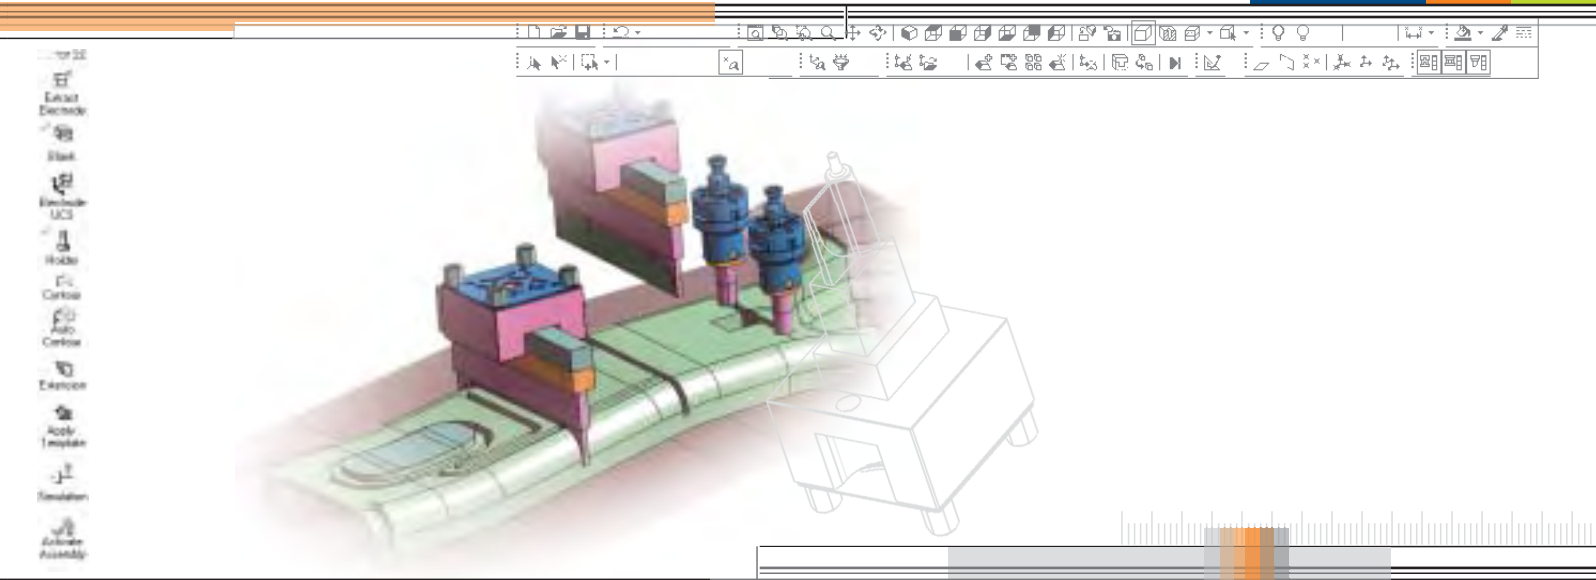 Extract
Electrode
Blank
Electrode
UCS
Holder
Contour
Auto
Contour
Extension
Apply
Template
Simulation
Activate
Assembly